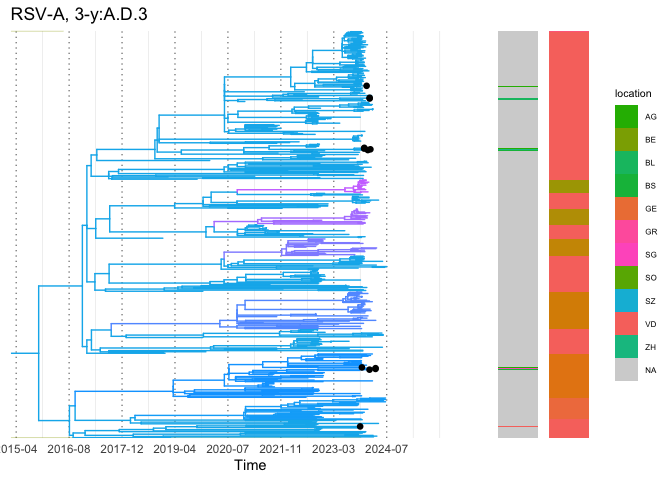 RSV-A, 3-y:A.D.3
location
AG
BE
BL
BS
GE
GR
SG
SO
SZ
VD
ZH
NA
2015-04 2016-08 2017-12 2019-04 2020-07 2021-11 2023-03 2024-07
Time